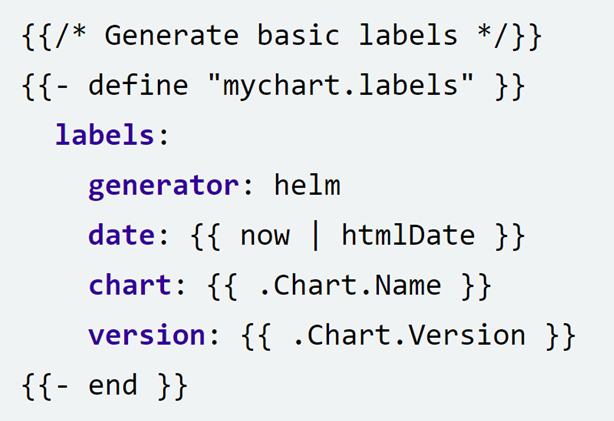 {{/* Generate basic labels */}}
{{- define "mychart.labels" }}
  labels:
    generator: helm
    date: {{ now | htmlDate }}
    chart: {{ .Chart.Name }}
    version: {{ .Chart.Version }}
{{- end }}